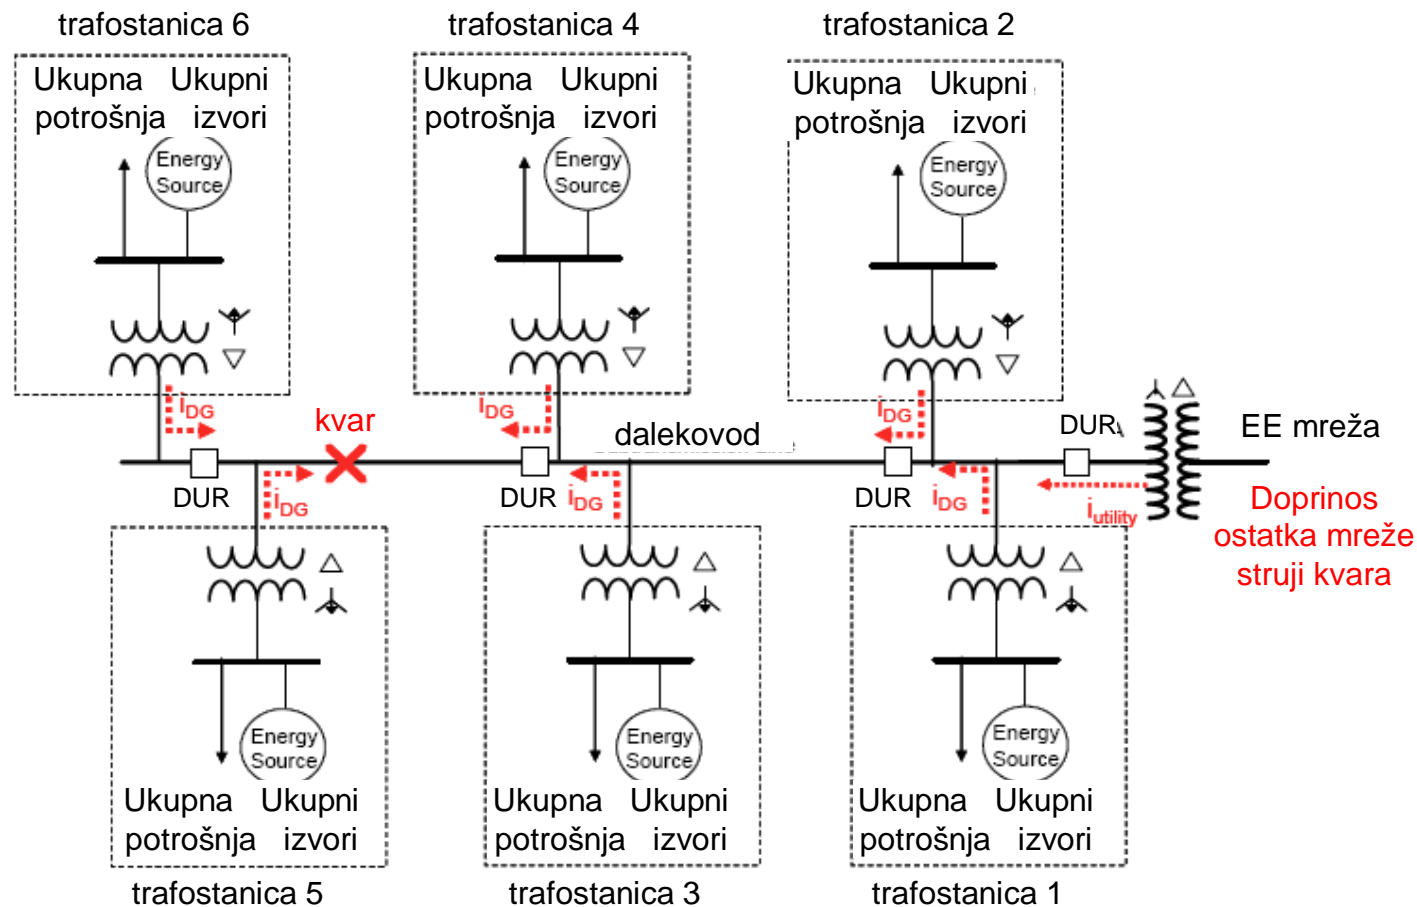 trafostanica 6
trafostanica 4
trafostanica 2
Ukupna Ukupni
potrošnja izvori
Energy
Source
Ukupna Ukupni
potrošnja izvori
Energy
Source
Ukupna Ukupni
potrošnja izvori
Energy
Source
iDG
kvar
iDG
iDG
dalekovod
DUR
EE mreža
DUR
iDG
DUR
iDG
DUR
iDG
iutility
Doprinos
ostatka mreže
struji kvara
Energy
Source
Ukupna Ukupni
potrošnja izvori
Energy
Source
Ukupna Ukupni
potrošnja izvori
Energy
Source
Ukupna Ukupni
potrošnja izvori
trafostanica 5
trafostanica 3
trafostanica 1